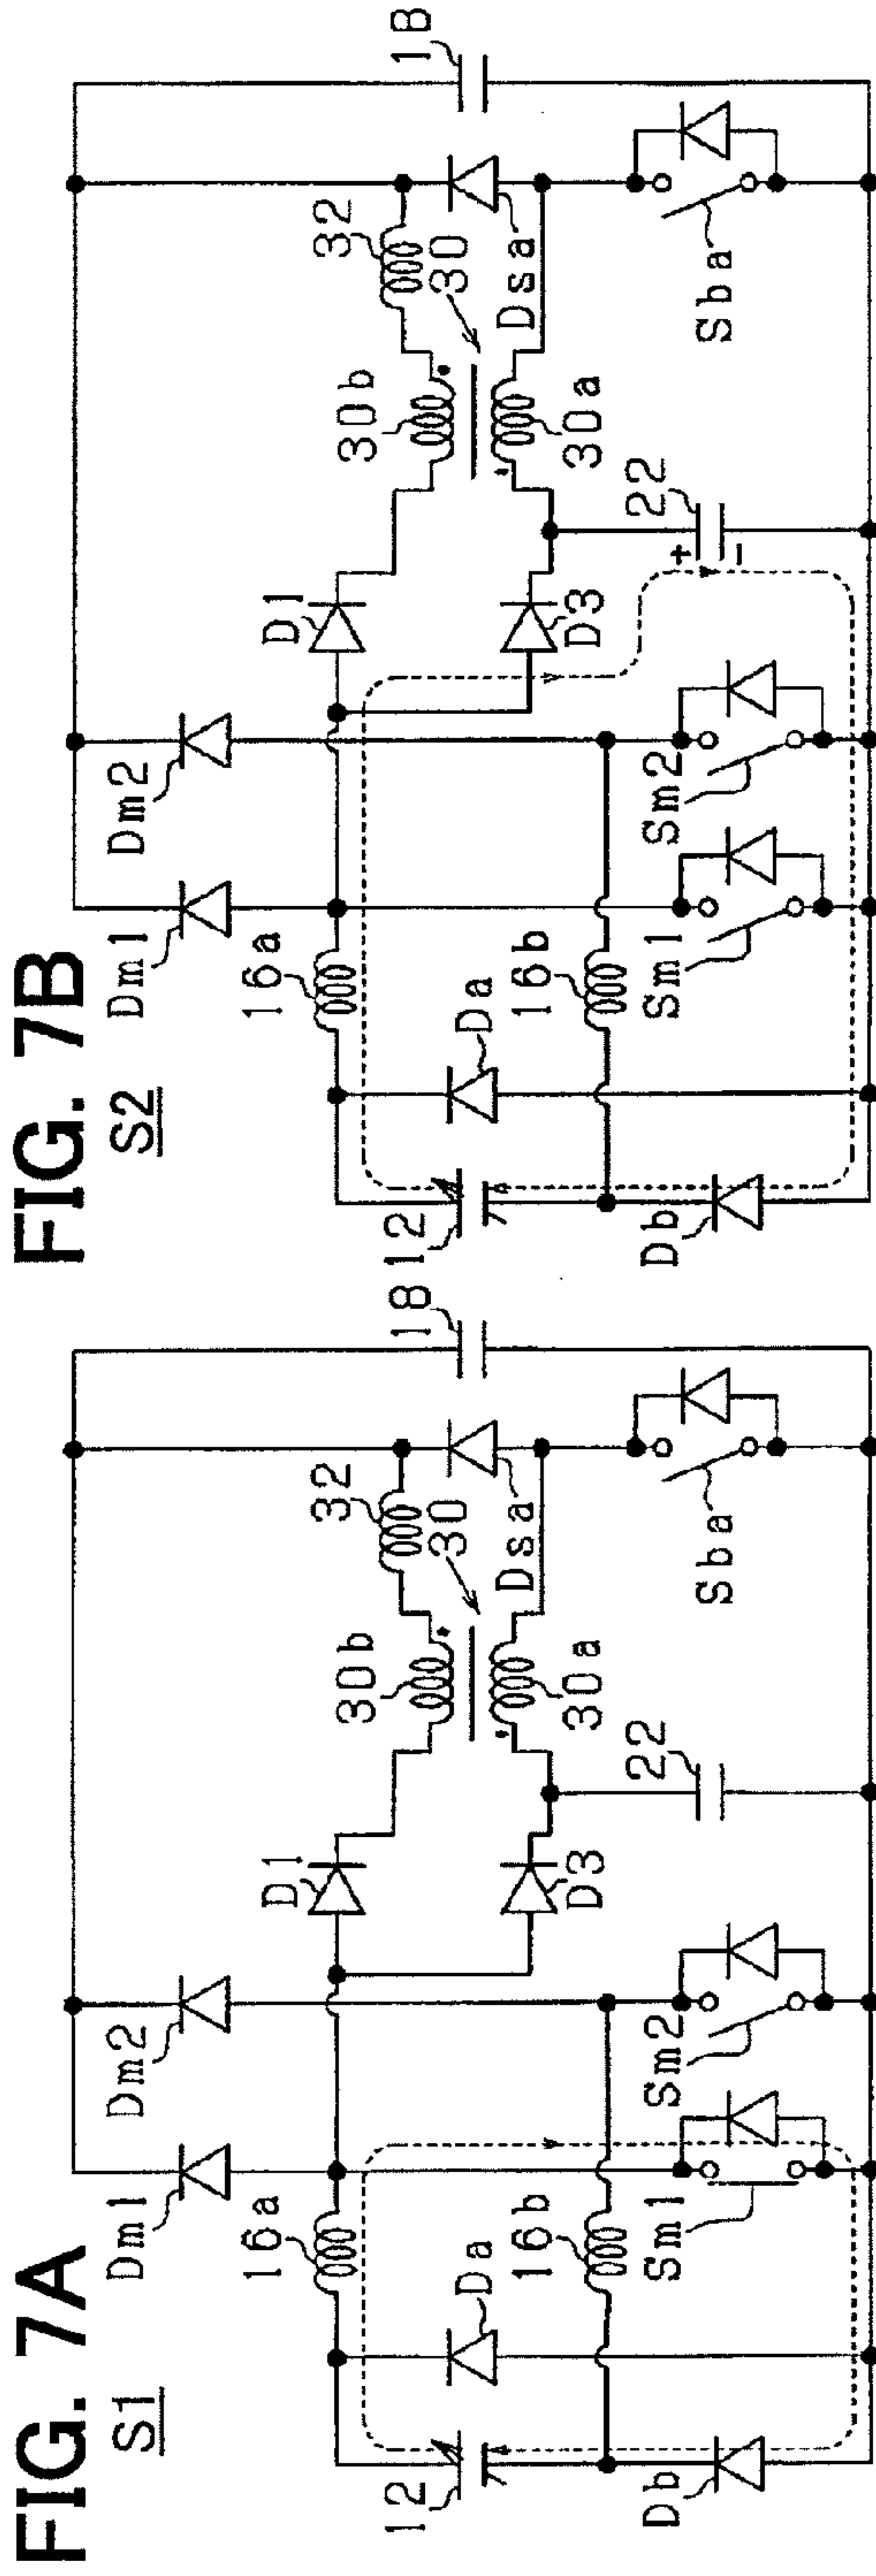 FIG. 7A
S1
Dm1
Dm2
16a
D1
30b
32
18
12
Da
30
16b
D3
30a
Dsa
Db
Sm1
Sm2
22
Sba
FIG. 7B
S2
Dm1
Dm2
16a
D1
30b
32
18
12
Da
30
16b
D3
30a
Dsa
+
-
Db
Sm1
Sm2
22
Sba